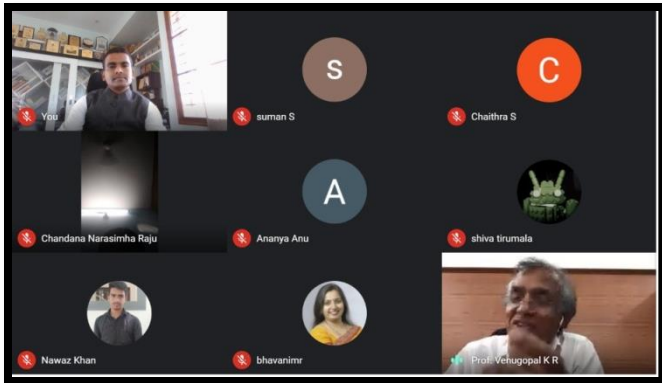 You
S
suman S
C
Chaithra S
Chandana Narasimha Raju
A
Ananya Anu
shiva tirumala
Nawaz Khan
bhavanimr
Prof. Venugopal K R